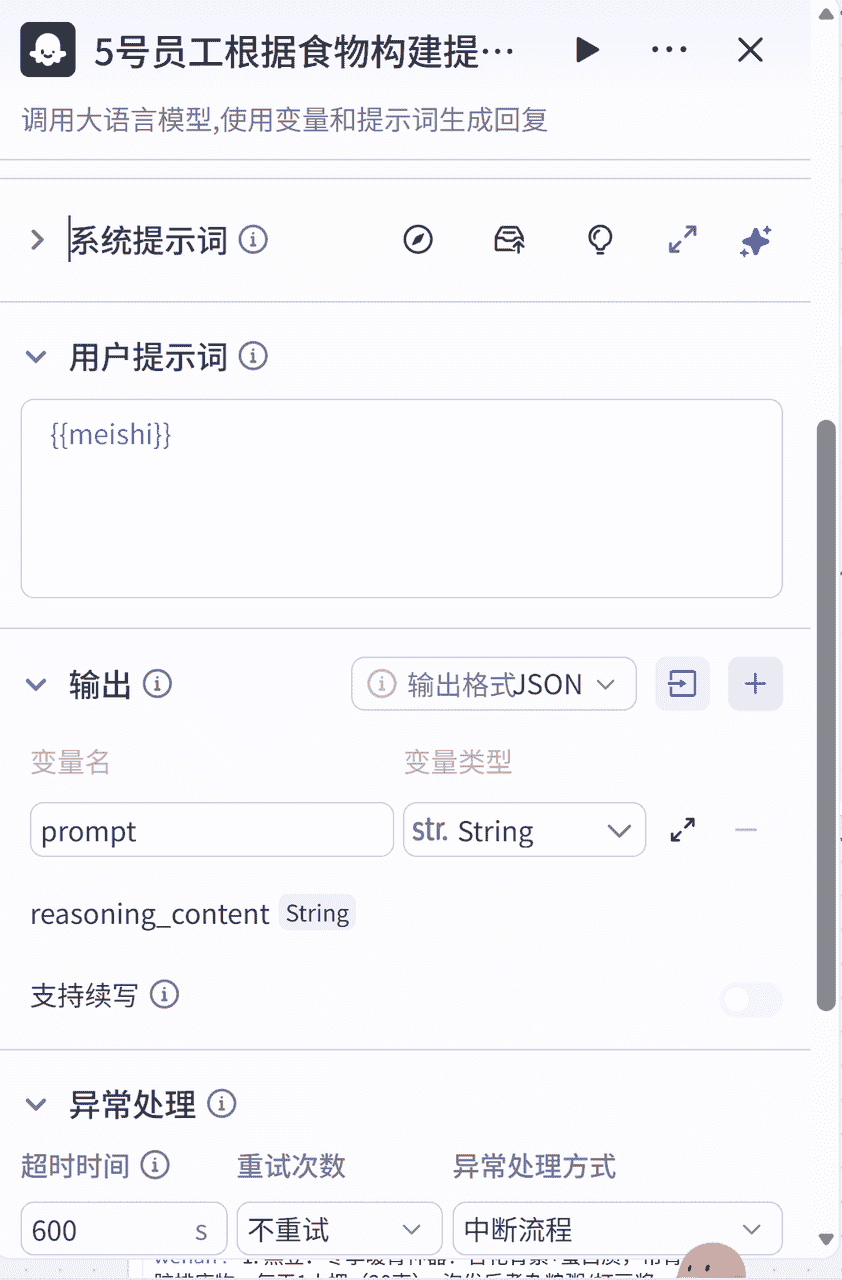 5号员工根据食物构建提…
调用大语言模型,使用变量和提示词生成回复
系统提示词
用户提示词
{{meishi}}
输出
输出格式JSON
变量名 变量类型
prompt str. String
reasoning_content String
支持续写
异常处理
超时时间 重试次数 异常处理方式
600 s 不重试 中断流程